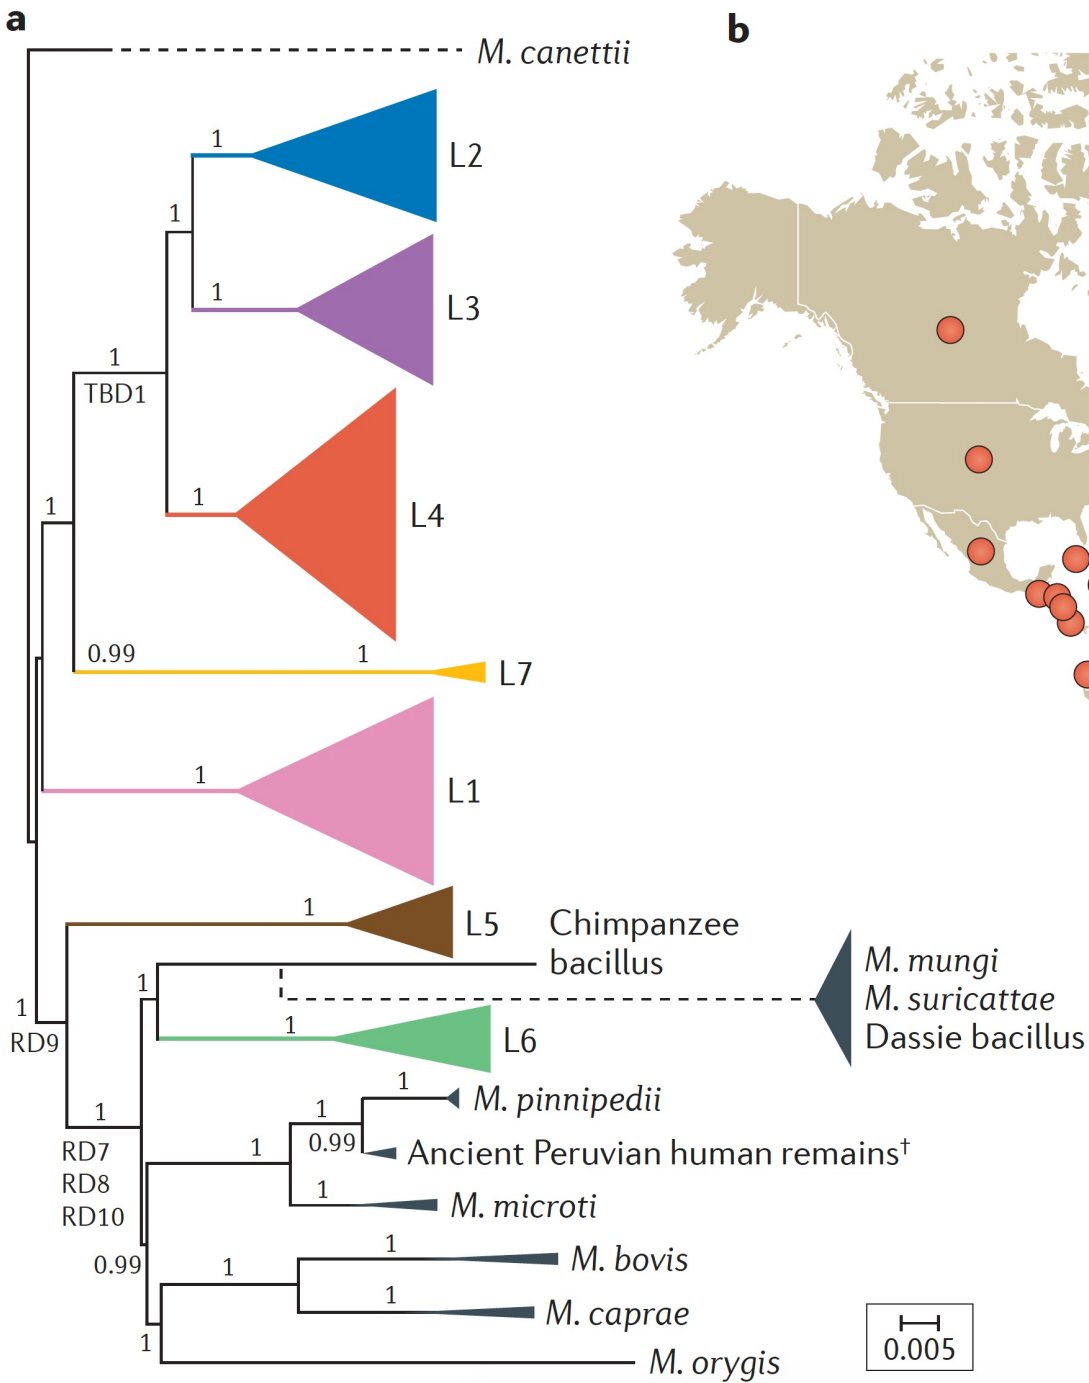 a
b
M. canettii
1
L2
1
1
L3
1
TBD1
1
L4
1
0.99
1
L7
1
L1
1
L5
Chimpanzee
bacillus
1
M. mungi
M. suricattae
Dassie bacillus
1
RD9
1
L6
1
M. pinnipedii
1
1
0.99
Ancient Peruvian human remains†
RD7
RD8
RD10
1
1
M. microti
0.99
1
M. bovis
1
1
M. caprae
0.005
1
M. orygis